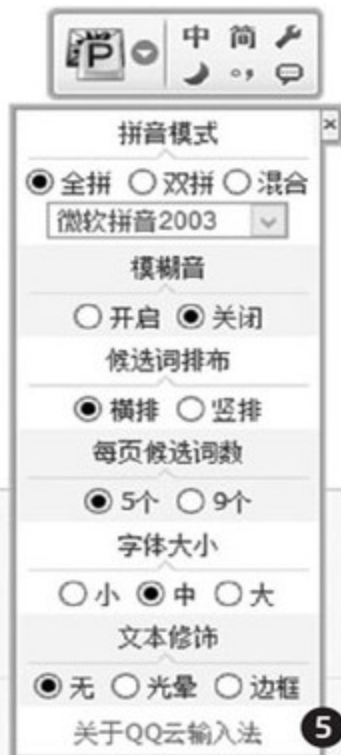 P 中 简
拼音模式
全拼 双拼 混合
微软拼音2003
模糊音
开启 关闭
候选词排布
横排 竖排
每页候选词数
5个 9个
字体大小
小 中 大
文本修饰
无 光晕 边框
关于QQ云输入法
5